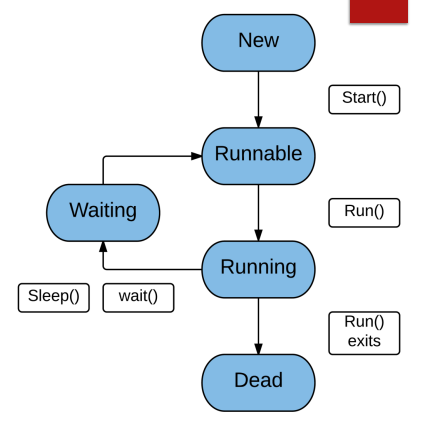 New
Start()
Runnable
Waiting
Run()
Running
Sleep()
wait()
Run()
exits
Dead